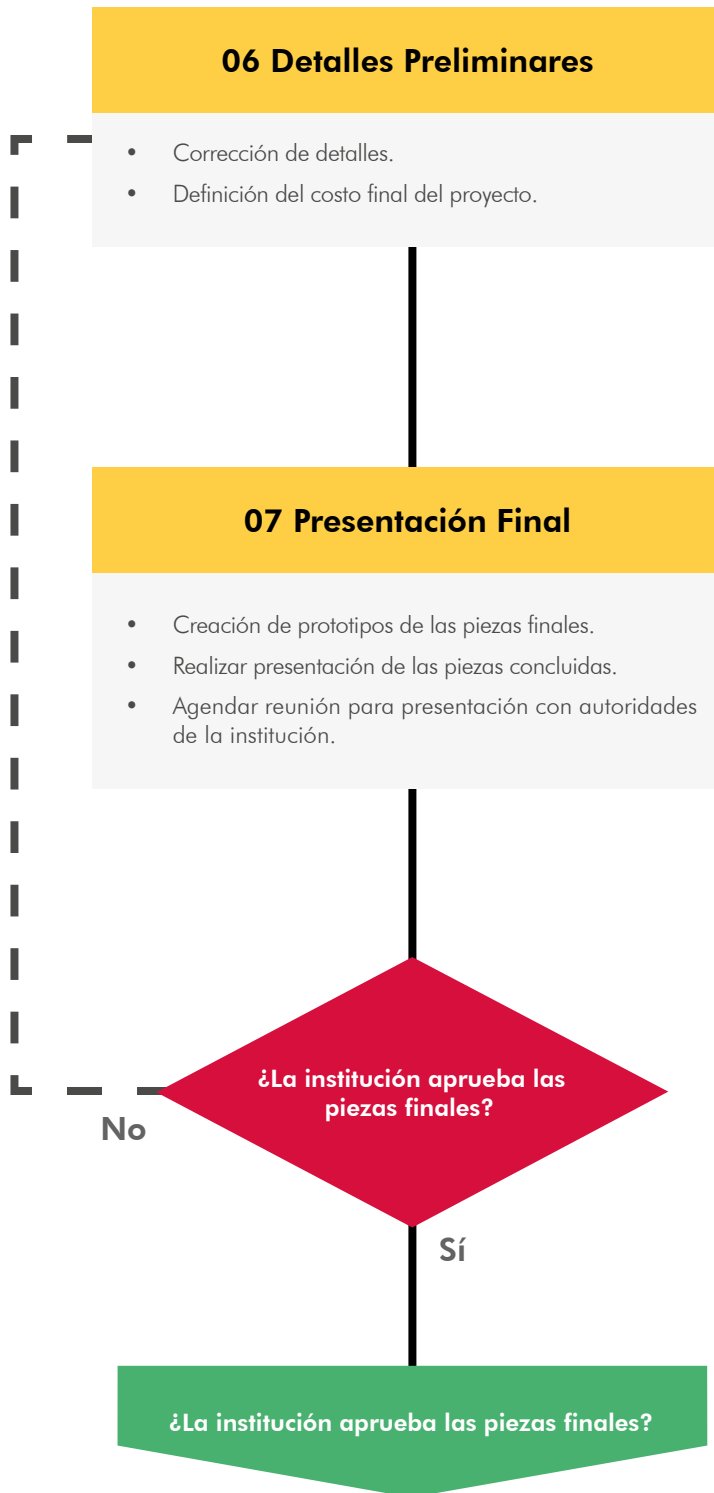 06 Detalles Preliminares
• Corrección de detalles.
• Definición del costo final del proyecto.
07 Presentación Final
• Creación de prototipos de las piezas finales.
• Realizar presentación de las piezas concluidas.
• Agendar reunión para presentación con autoridades
de la institución.
¿La institución aprueba las
piezas finales?
No
Sí
¿La institución aprueba las piezas finales?